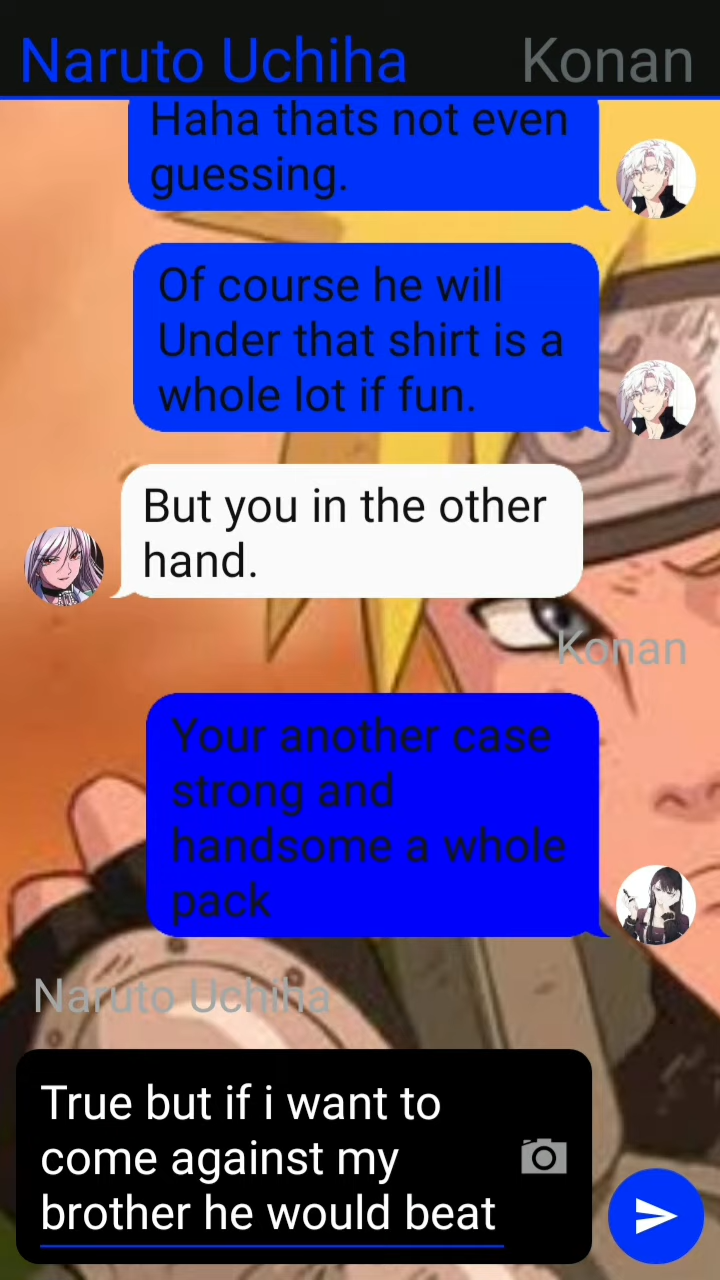 Naruto Uchiha Konan
Haha thats not even
guessing.
Of course he will
Under that shirt is a
whole lot if fun.
But you in the other
hand.
Konan
Your another case
strong and
handsome a whole
pack
Naruto Uchiha
True but if i want to
come against my
brother he would beat